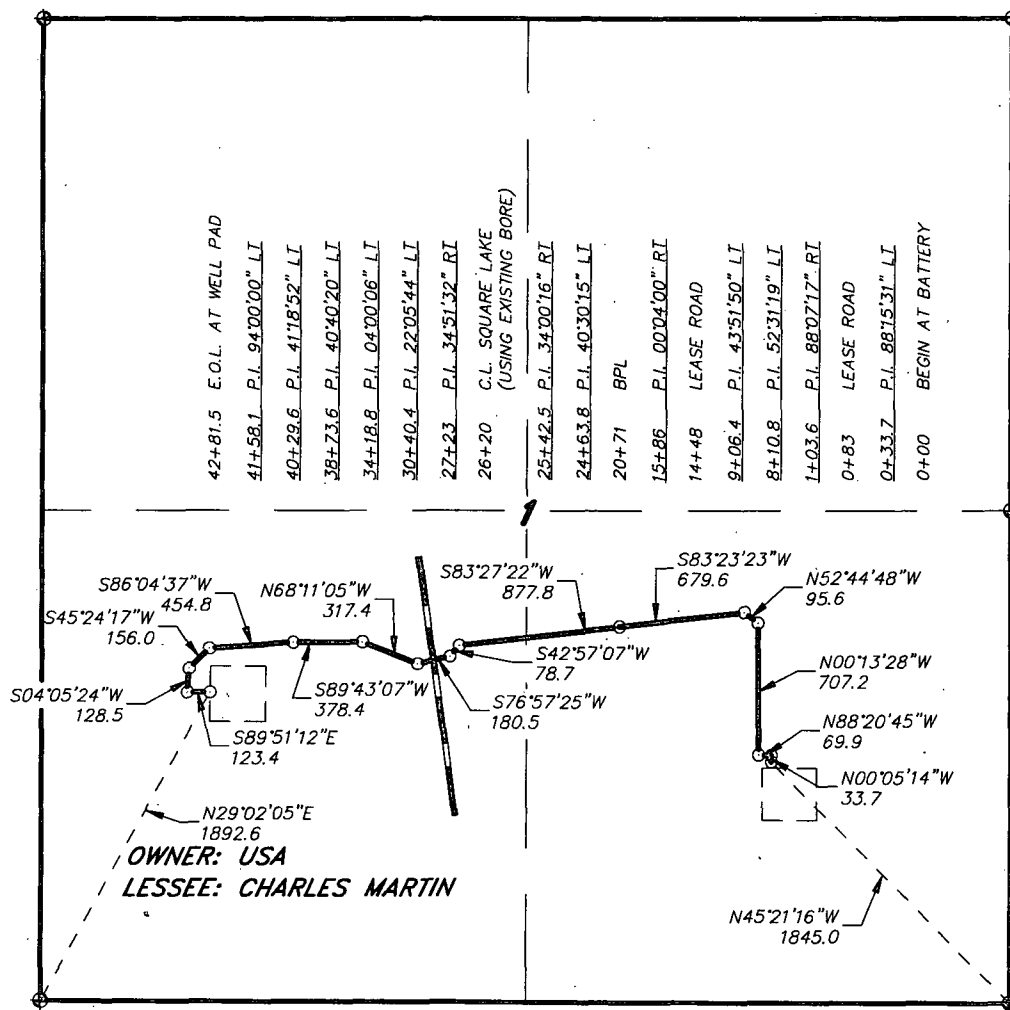 42+81.5 E.O.L. AT WELL PAD
41+58.1 P.I. 94°00'00" LT
40+29.6 P.I. 41°18'52" LT
38+73.6 P.I. 40°40'20" LT
34+18.8 P.I. 04°00'06" LT
30+40.4 P.I. 22°05'44" LT
27+23 P.I. 34°51'32" RT
26+20 C.L. SQUARE LAKE
(USING EXISTING BORE)
25+42.5 P.I. 34°00'16" RT
24+63.8 P.I. 40°30'15" LT
20+71 BPL
15+86 P.I. 00°04'00" RT
14+48 LEASE ROAD
9+06.4 P.I. 43°51'50" LT
8+10.8 P.I. 52°31'19" LT
1+03.6 P.I. 88°07'17" RT
0+83 LEASE ROAD
0+33.7 P.I. 88°15'31" LT
0+00 BEGIN AT BATTERY
1
S86°04'37"W
454.8
N68°11'05"W
317.4
S83°27'22"W
877.8
S83°23'23"W
679.6
N52°44'48"W
95.6
S45°24'17"W
156.0
S42°57'07"W
78.7
N00°13'28"W
707.2
S04°05'24"W
128.5
S89°43'07"W
378.4
S76°57'25"W
180.5
S89°51'12"E
123.4
N88°20'45"W
69.9
N00°05'14"W
33.7
N29°02'05"E
1892.6
OWNER: USA
LESSEE: CHARLES MARTIN
N45°21'16"W
1845.0